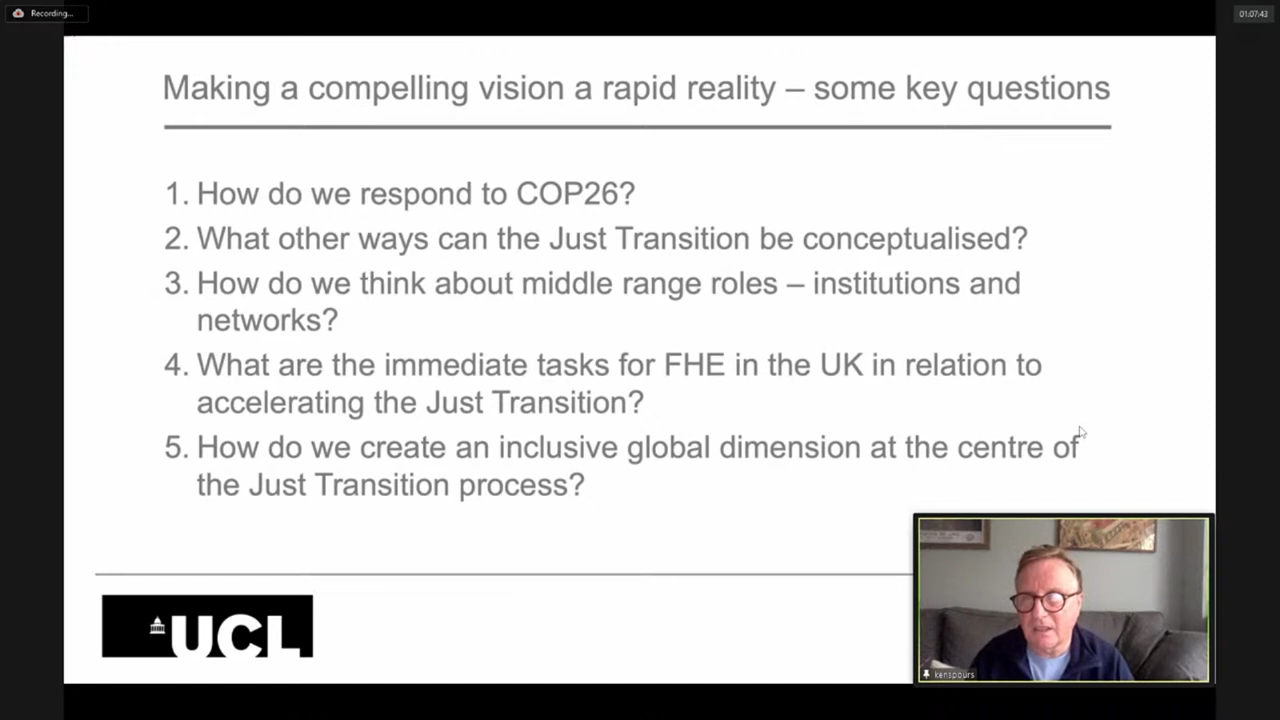 Recording...
01:07:43
Making a compelling vision a rapid reality – some key questions
1. How do we respond to COP26?
2. What other ways can the Just Transition be conceptualised?
3. How do we think about middle range roles – institutions and
networks?
4. What are the immediate tasks for FHE in the UK in relation to
accelerating the Just Transition?
5. How do we create an inclusive global dimension at the centre of
the Just Transition process?
UCL
kenspours